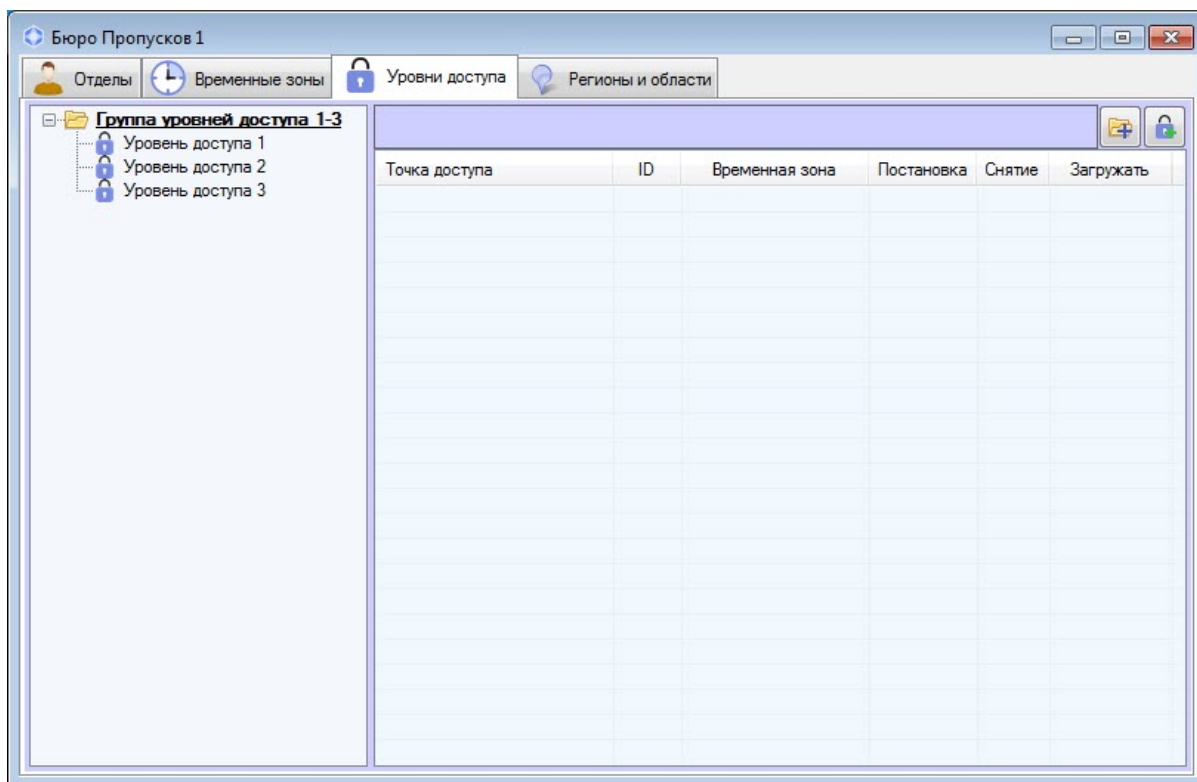 Бюро Пропусков 1
Отделы Временные зоны Уровни доступа Регионы и области
Группа уровней доступа 1-3
Уровень доступа 1
Уровень доступа 2
Уровень доступа 3
Точка доступа ID Временная зона Постановка Снятие Загружать